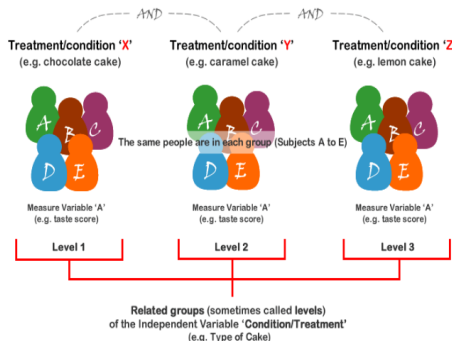 AND AND
Treatment/condition 'X' Treatment/condition 'Y' Treatment/condition 'Z'
(e.g. chocolate cake) (e.g. caramel cake) (e.g. lemon cake)
A B C A B C A B C
The same people are in each group (Subjects A to E)
D E D E D E
Measure Variable 'A' Measure Variable 'A' Measure Variable 'A'
(e.g. taste score) (e.g. taste score) (e.g. taste score)
Level 1 Level 2 Level 3
Related groups (sometimes called levels)
of the Independent Variable 'Condition/Treatment'
(e.g. Type of Cake)